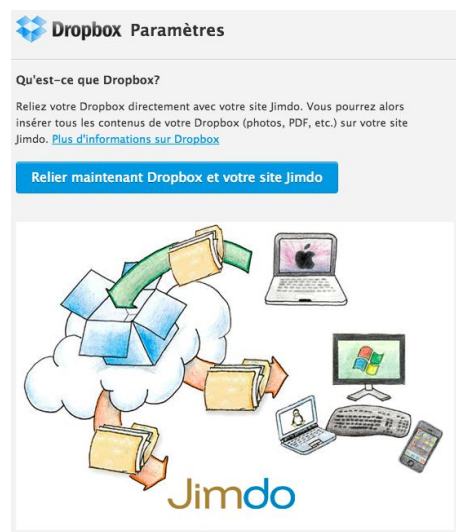 Dropbox Paramètres
Qu'est-ce que Dropbox?
Reliez votre Dropbox directement avec votre site Jimdo. Vous pourrez alors
insérer tous les contenus de votre Dropbox (photos, PDF, etc.) sur votre site
Jimdo. Plus d'informations sur Dropbox
Relier maintenant Dropbox et votre site Jimdo
Jimdo